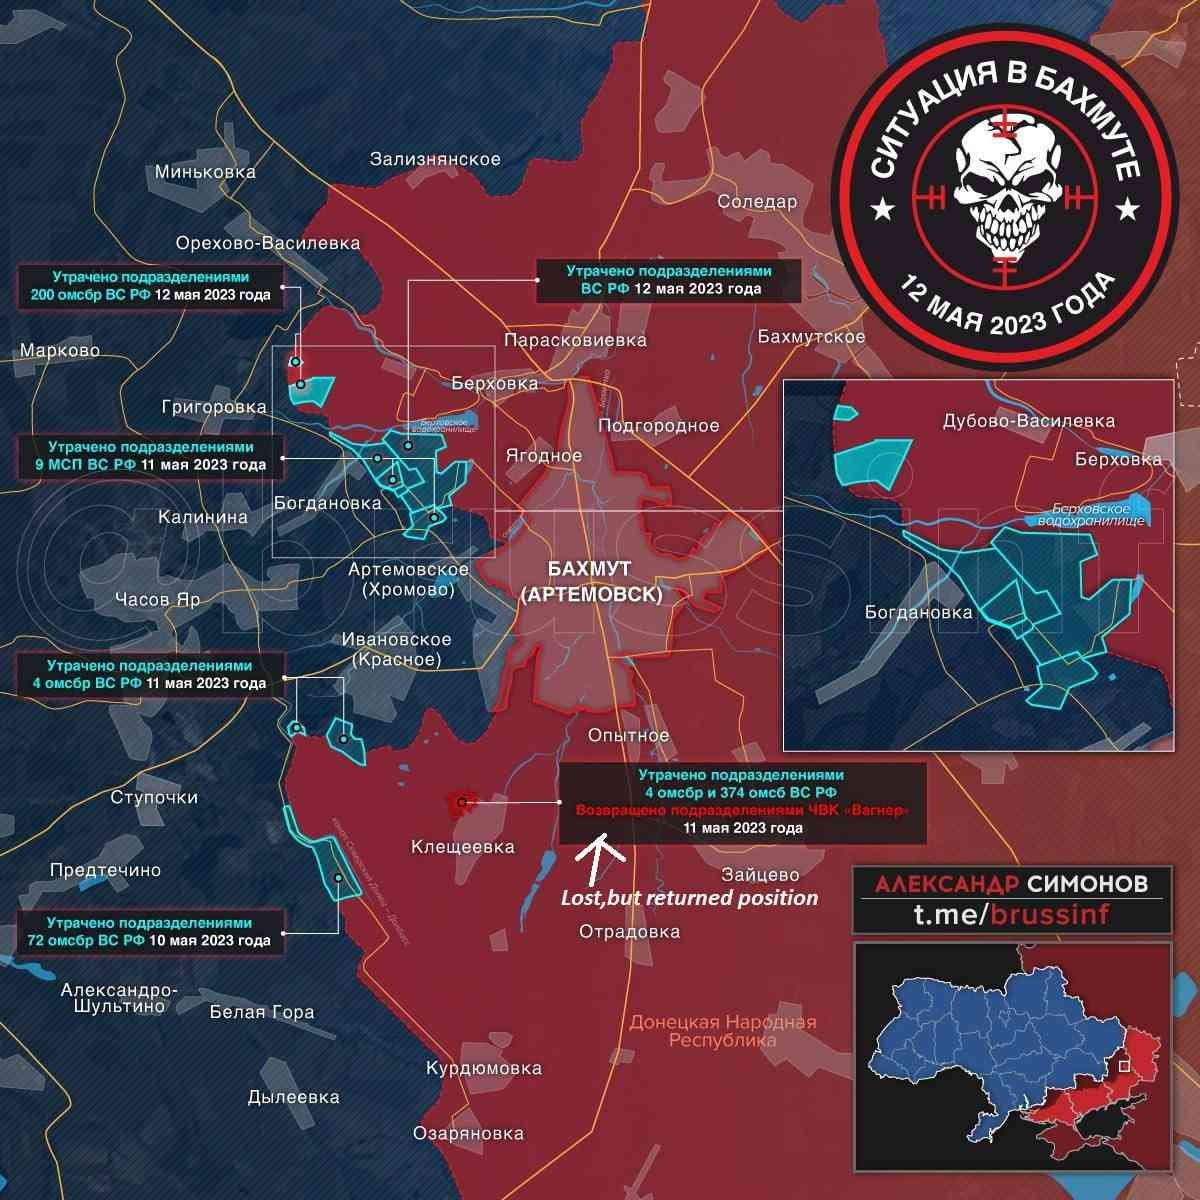 СИТУАЦИЯ В БАХМУТЕ
12 МАЯ 2023 ГОДА
Зализнянское
Миньковка
Соледар
Орехово-Василевка
Утрачено подразделениями
200 омсбр ВС РФ 12 мая 2023 года
Утрачено подразделениями
ВС РФ 12 мая 2023 года
Марково
Парасковиевка
Бахмутское
Берховка
Григоровка
Берховское
водохранилище
Подгородное
Утрачено подразделениями
9 МСП ВС РФ 11 мая 2023 года
Ягодное
Богдановка
Калинина
Дубово-Василевка
Берховка
Берховское
водохранилище
Богдановка
Артемовское
(Хромово)
БАХМУТ
(АРТЕМОВСК)
Часов Яр
Ивановское
(Красное)
Утрачено подразделениями
4 омсбр ВС РФ 11 мая 2023 года
Опытное
Ступочки
Утрачено подразделениями
4 омсбр и 374 омсб ВС РФ
Возвращено подразделениями ЧВК «Вагнер»
11 мая 2023 года
Клещеевка
канал Северский Донец – Донбасс
Предтечино
Зайцево
Lost,but returned position
АЛЕКСАНДР СИМОНОВ
t.me/brussinf
Утрачено подразделениями
72 омсбр ВС РФ 10 мая 2023 года
Отрадовка
Александро-
Шультино
Белая Гора
Донецкая Народная
Республика
Курдюмовка
Дылеевка
Озаряновка